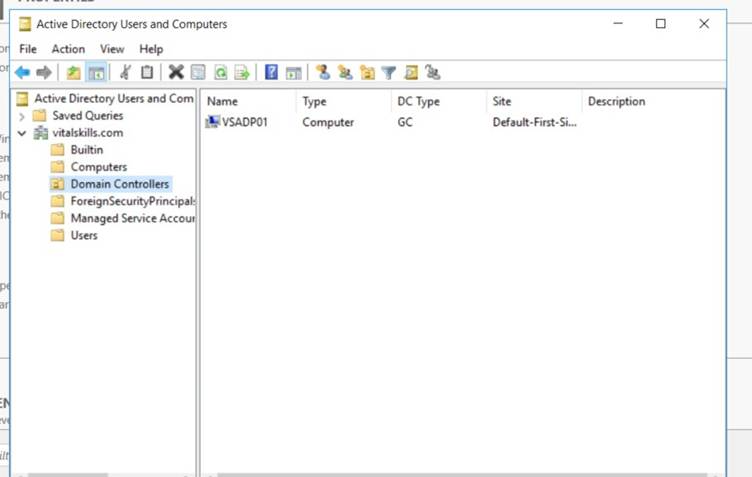 PROPERTIES
Active Directory Users and Computers
File Action View Help
Active Directory Users and Com
Name Type DC Type Site Description
Saved Queries
VSADP01 Computer GC Default-First-Si...
vitalskills.com
Builtin
Computers
Domain Controllers
ForeignSecurityPrincipals
Managed Service Accour
Users